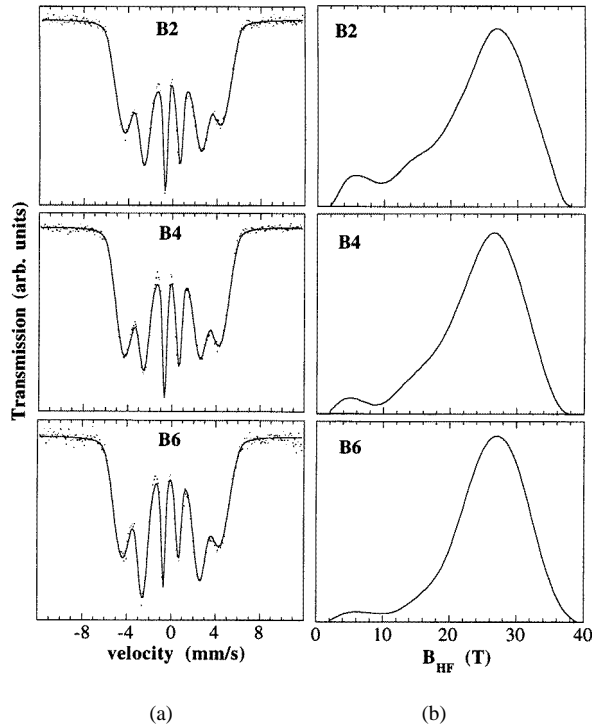 B2
B2
B4
B4
B6
B6
Transmission (arb. units)
-8 -4 0 4 8
velocity (mm/s)
0 10 20 30 40
B_HF (T)
(a)
(b)